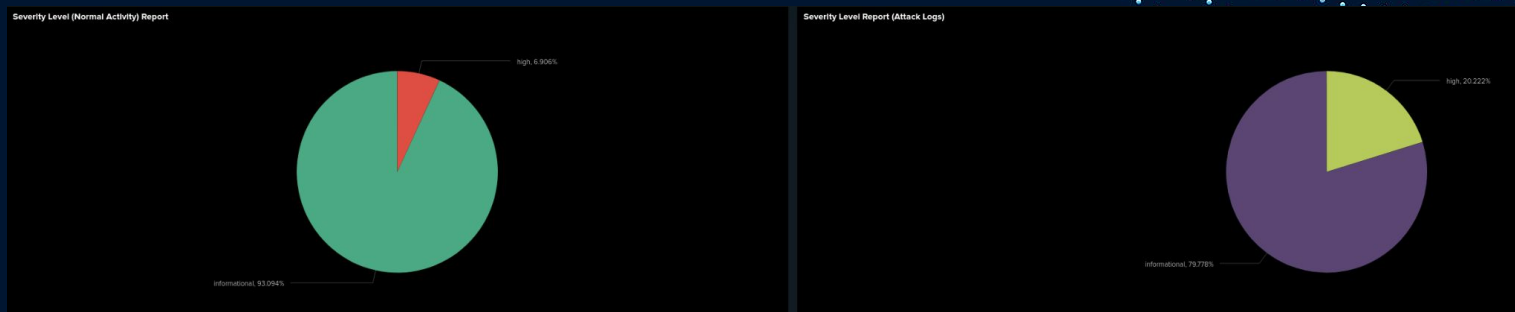 Severity Level (Normal Activity) Report
high, 6.906%
informational, 93.094%
Severity Level Report (Attack Logs)
high, 20.222%
informational, 79.778%